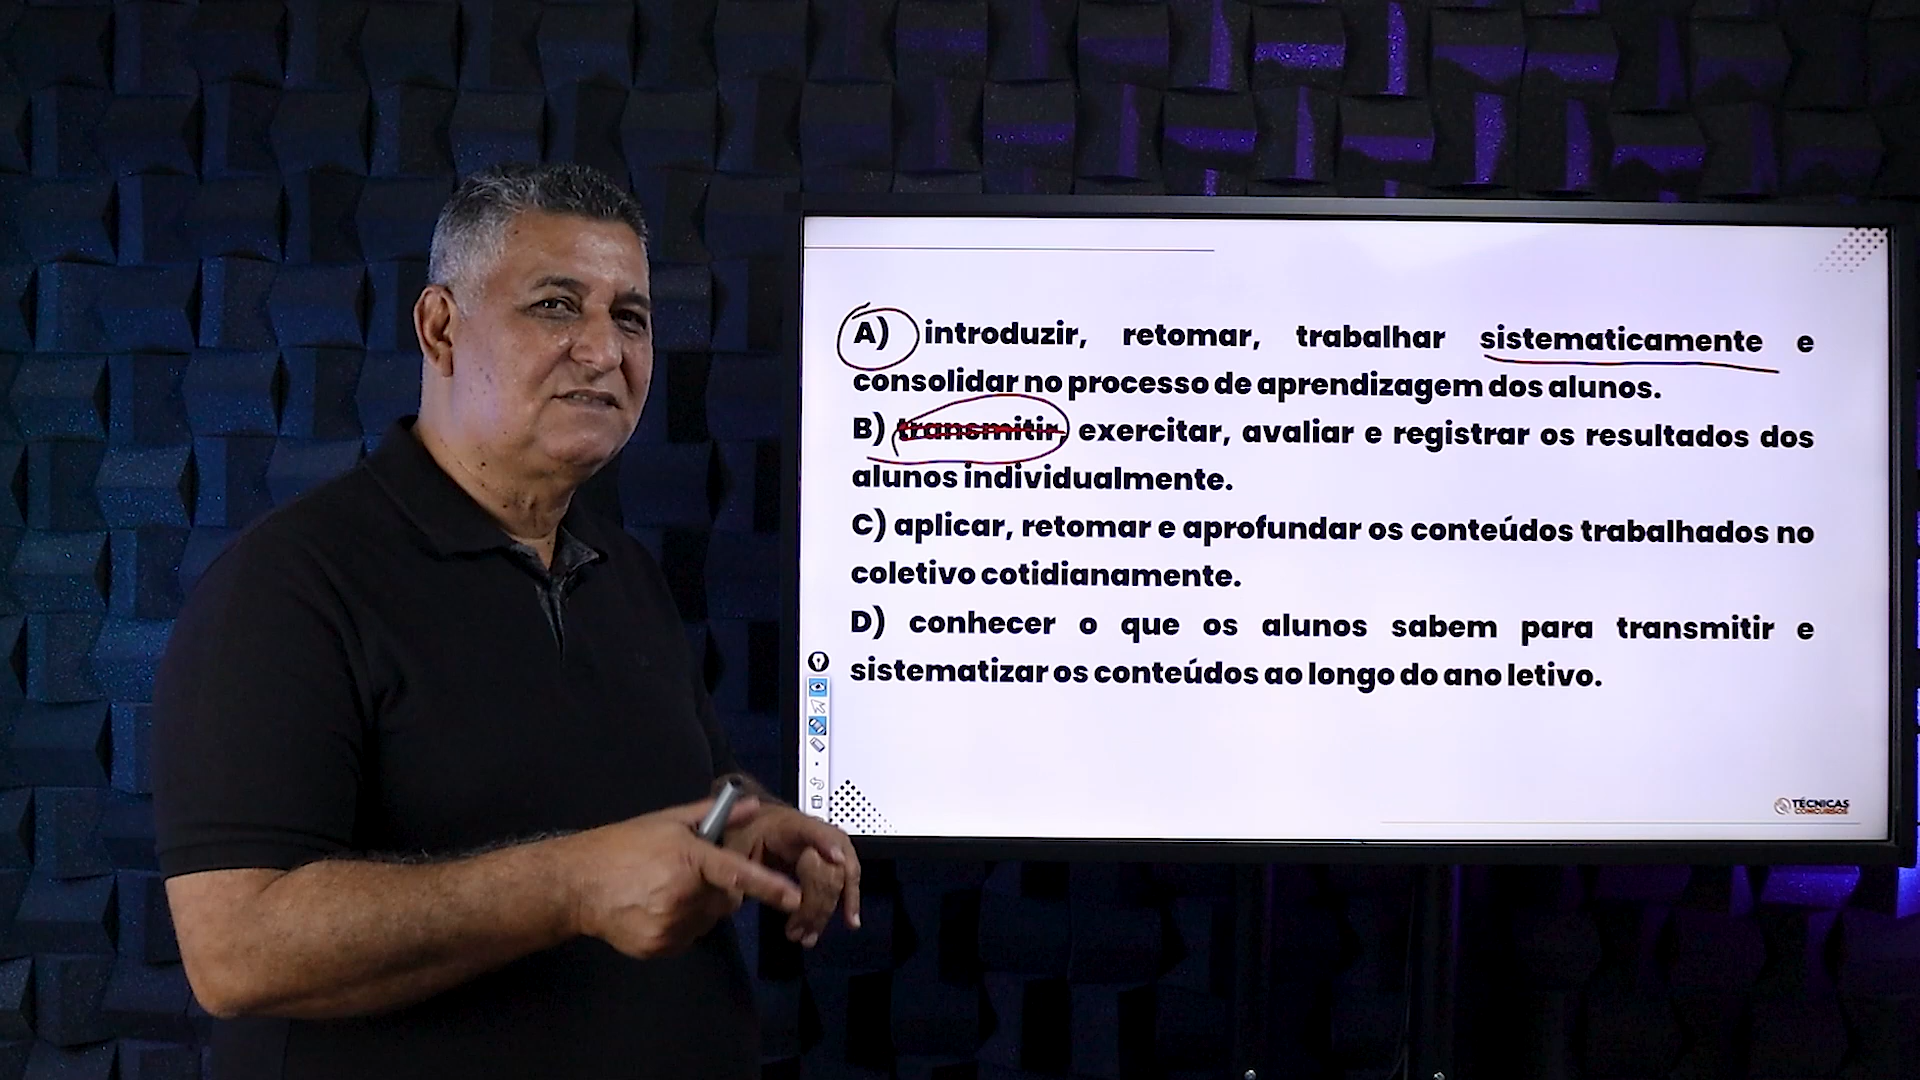 A) introduzir, retomar, trabalhar sistematicamente e
consolidar no processo de aprendizagem dos alunos.
B) transmitir, exercitar, avaliar e registrar os resultados dos
alunos individualmente.
C) aplicar, retomar e aprofundar os conteúdos trabalhados no
coletivo cotidianamente.
D) conhecer o que os alunos sabem para transmitir e
sistematizar os conteúdos ao longo do ano letivo.
TÉCNICAS
CONCURSOS